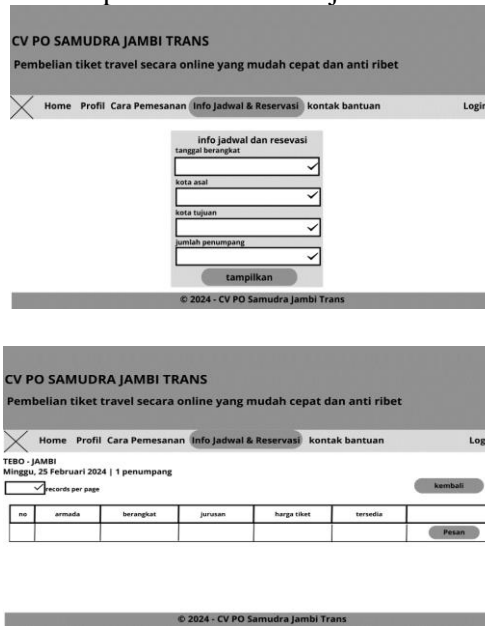 CV PO SAMUDRA JAMBI TRANS
Pembelian tiket travel secara online yang mudah cepat dan anti ribet
Home Profil Cara Pemesanan Info Jadwal & Reservasi kontak bantuan Login
info jadwal dan resevasi
tanggal berangkat
kota asal
kota tujuan
jumlah penumpang
tampilkan
© 2024 - CV PO Samudra Jambi Trans
CV PO SAMUDRA JAMBI TRANS
Pembelian tiket travel secara online yang mudah cepat dan anti ribet
Home Profil Cara Pemesanan Info Jadwal & Reservasi kontak bantuan Log
TEBO - JAMBI
Minggu, 25 Februari 2024 | 1 penumpang
records per page kembali
no armada berangkat jurusan harga tiket tersedia
Pesan
© 2024 - CV PO Samudra Jambi Trans